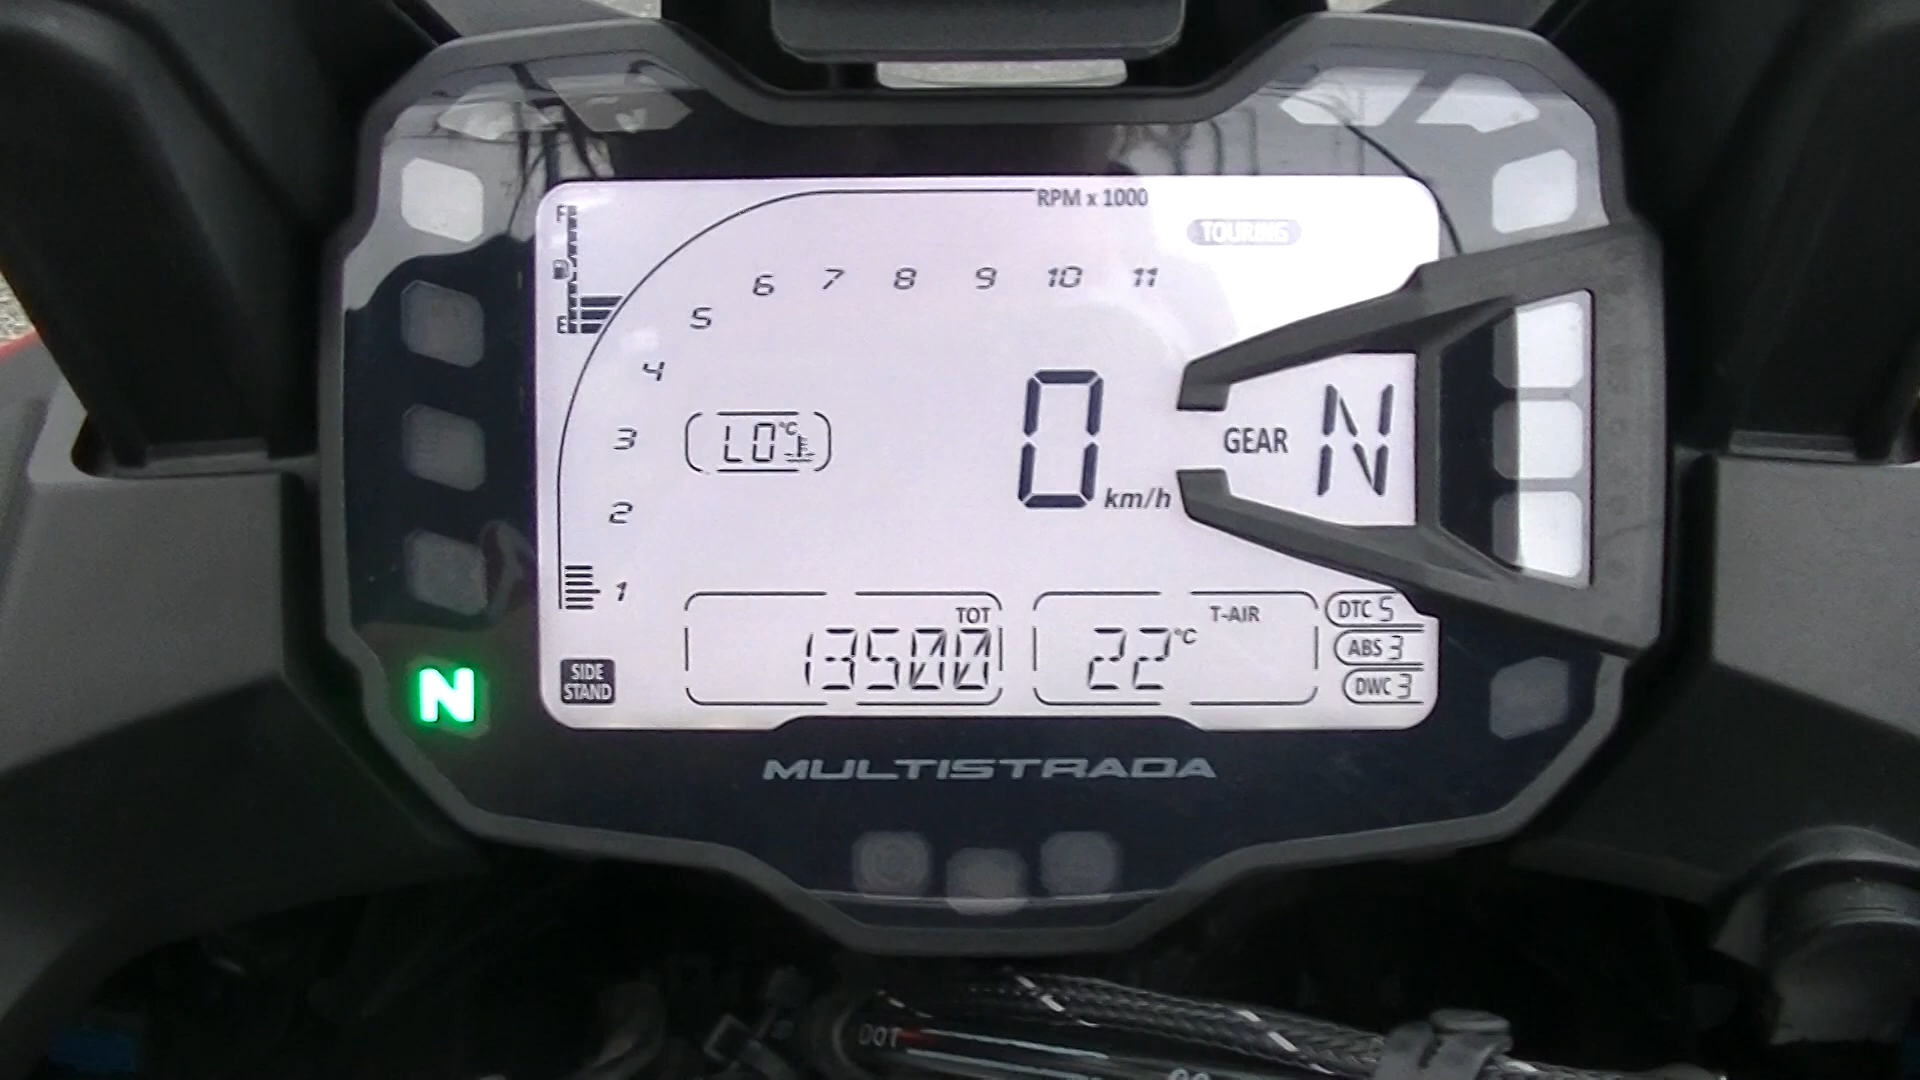 RPM x 1000
F
TOURING
6 7 8 9 10 11
E
5
4
3
LO °C
0 km/h
GEAR N
2
1
TOT
13500
T-AIR
22 °C
DTC 5
ABS 3
DWC 3
SIDE
STAND
N
MULTISTRADA
DOT